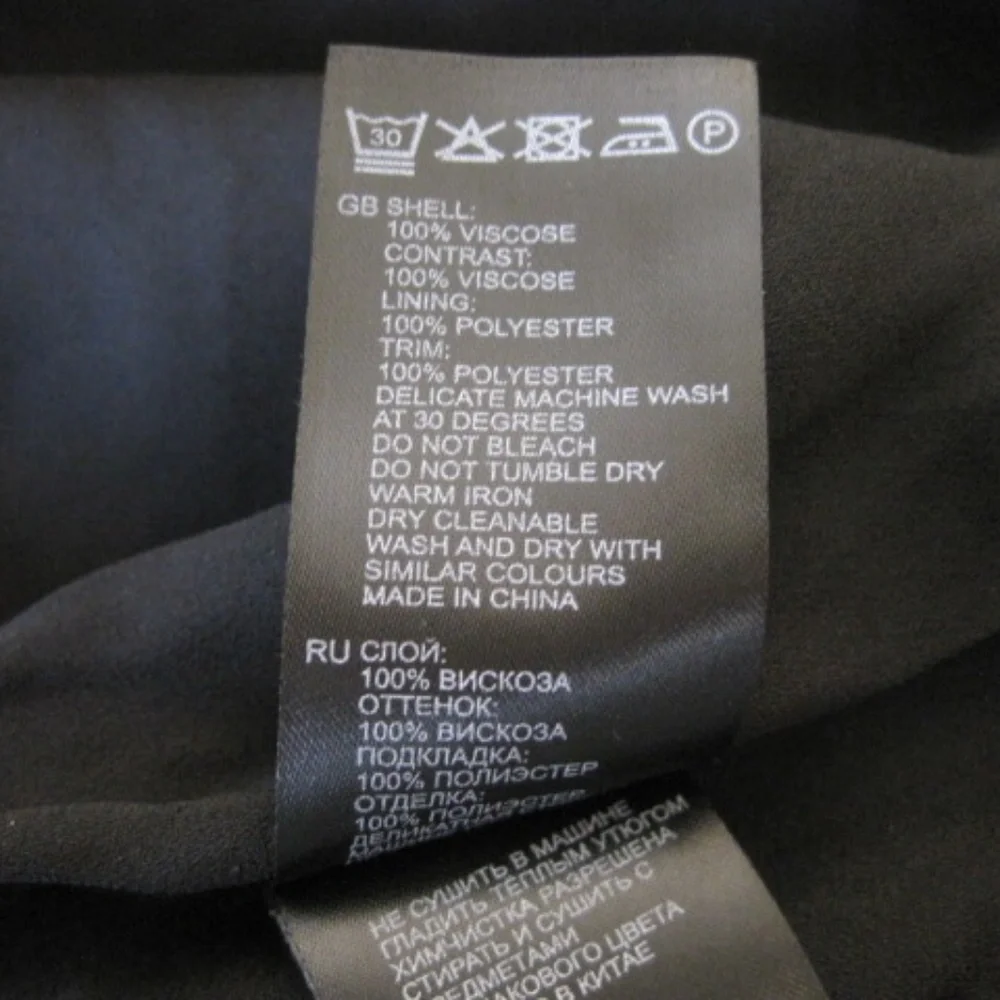 30 P
GB SHELL:
100% VISCOSE
CONTRAST:
100% VISCOSE
LINING:
100% POLYESTER
TRIM:
100% POLYESTER
DELICATE MACHINE WASH
AT 30 DEGREES
DO NOT BLEACH
DO NOT TUMBLE DRY
WARM IRON
DRY CLEANABLE
WASH AND DRY WITH
SIMILAR COLOURS
MADE IN CHINA
RU СЛОЙ:
100% ВИСКОЗА
ОТТЕНОК:
100% ВИСКОЗА
ПОДКЛАДКА:
100% ПОЛИЭСТЕР
ОТДЕЛКА:
100% ПОЛИЭСТЕР
НЕ СУШИТЬ В МАШИНЕ
ГЛАДИТЬ ТЕПЛЫМ УТЮГОМ
ХИМЧИСТКА РАЗРЕШЕНА
СТИРАТЬ И СУШИТЬ С
ЦВЕТА
В КИТАЕ